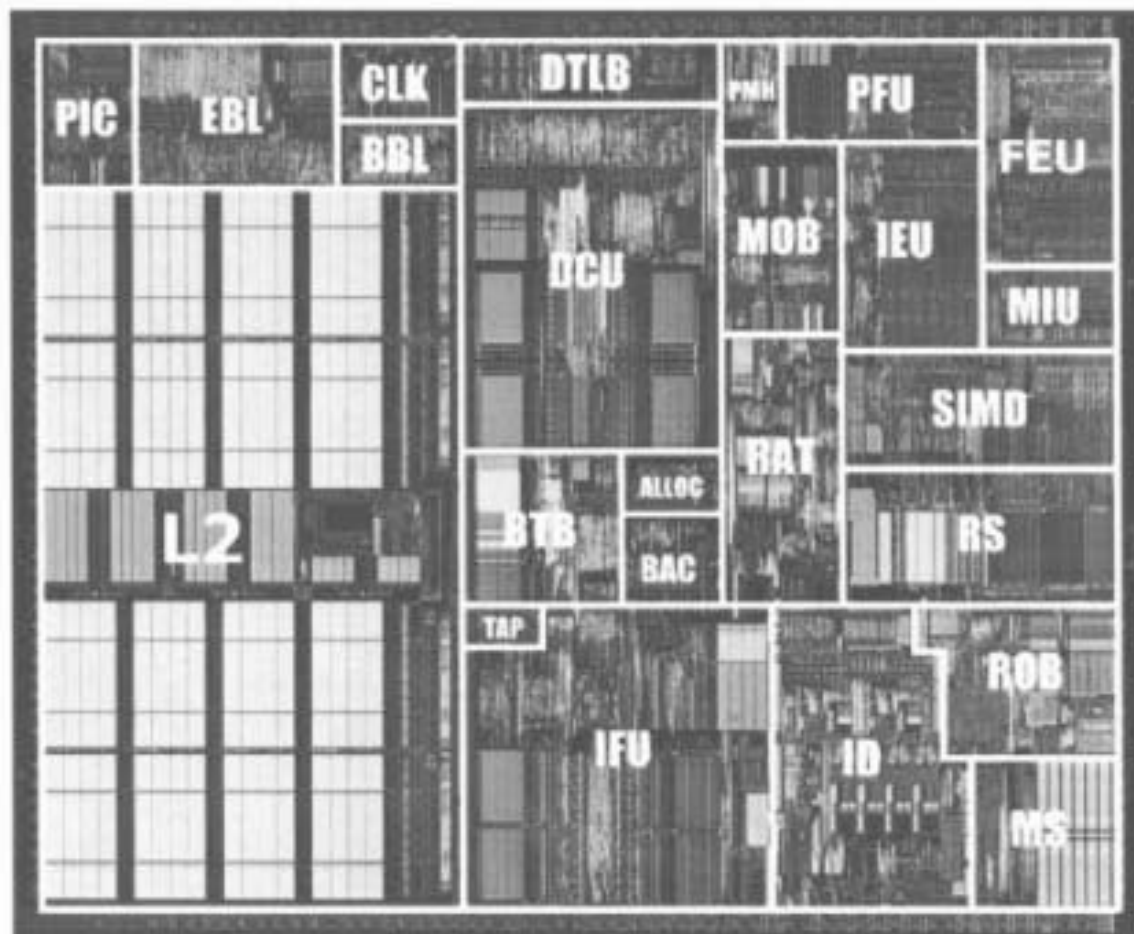 PIC
EBL
CLK
BBL
DTLB
PMH
PFU
FEU
DCU
MOB
IEU
MIU
SIMD
RAT
L2
BTB
ALLOC
BAC
RS
TAP
IFU
ID
ROB
MS